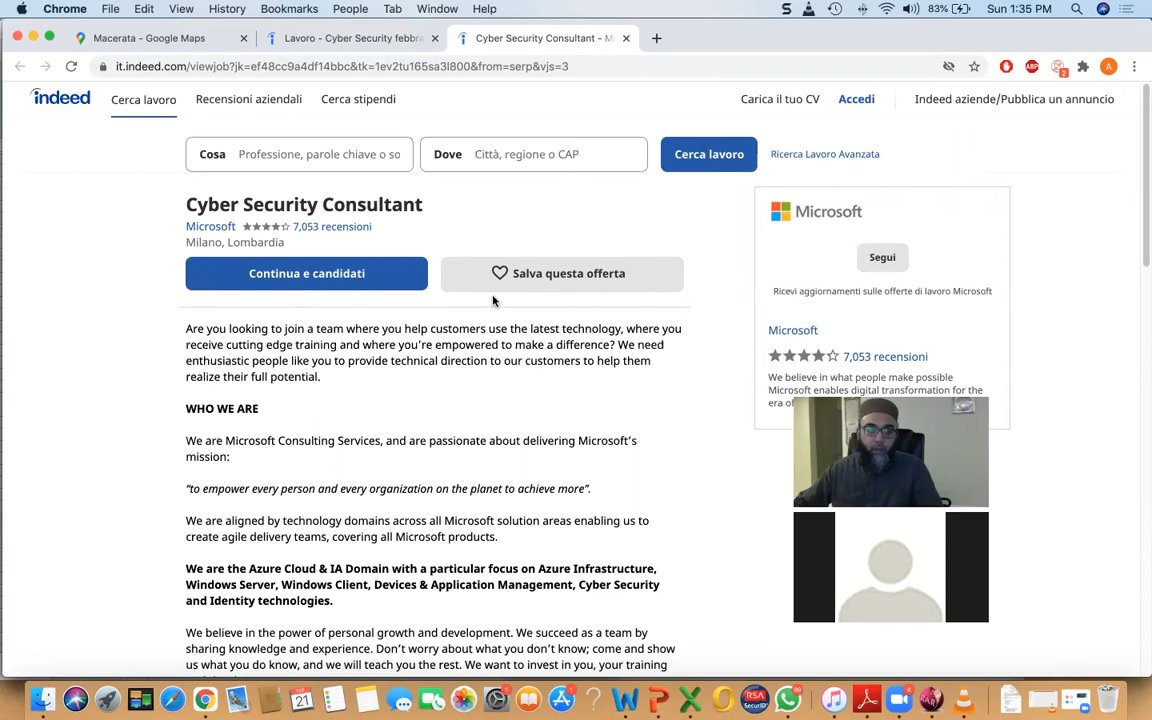 Chrome File Edit View History Bookmarks People Tab Window Help 83% Sun 1:35 PM
Macerata - Google Maps
Lavoro - Cyber Security febbra
Cyber Security Consultant - M
it.indeed.com/viewjob?jk=ef48cc9a4df14bbc&tk=1ev2tu165sa3l800&from=serp&vjs=3
ABP
2
A
indeed Cerca lavoro Recensioni aziendali Cerca stipendi Carica il tuo CV Accedi Indeed aziende/Pubblica un annuncio
Cosa Professione, parole chiave o so Dove Città, regione o CAP Cerca lavoro Ricerca Lavoro Avanzata
Cyber Security Consultant
Microsoft 7,053 recensioni
Milano, Lombardia
Continua e candidati Salva questa offerta
Are you looking to join a team where you help customers use the latest technology, where you
receive cutting edge training and where you're empowered to make a difference? We need
enthusiastic people like you to provide technical direction to our customers to help them
realize their full potential.
WHO WE ARE
We are Microsoft Consulting Services, and are passionate about delivering Microsoft's
mission:
“to empower every person and every organization on the planet to achieve more”.
We are aligned by technology domains across all Microsoft solution areas enabling us to
create agile delivery teams, covering all Microsoft products.
We are the Azure Cloud & IA Domain with a particular focus on Azure Infrastructure,
Windows Server, Windows Client, Devices & Application Management, Cyber Security
and Identity technologies.
We believe in the power of personal growth and development. We succeed as a team by
sharing knowledge and experience. Don't worry about what you don't know; come and show
us what you do know, and we will teach you the rest. We want to invest in you, your training
Microsoft
Segui
Ricevi aggiornamenti sulle offerte di lavoro Microsoft
Microsoft
7,053 recensioni
We believe in what people make possible
Microsoft enables digital transformation for the
era of
FEB
21
RSA
SecurID